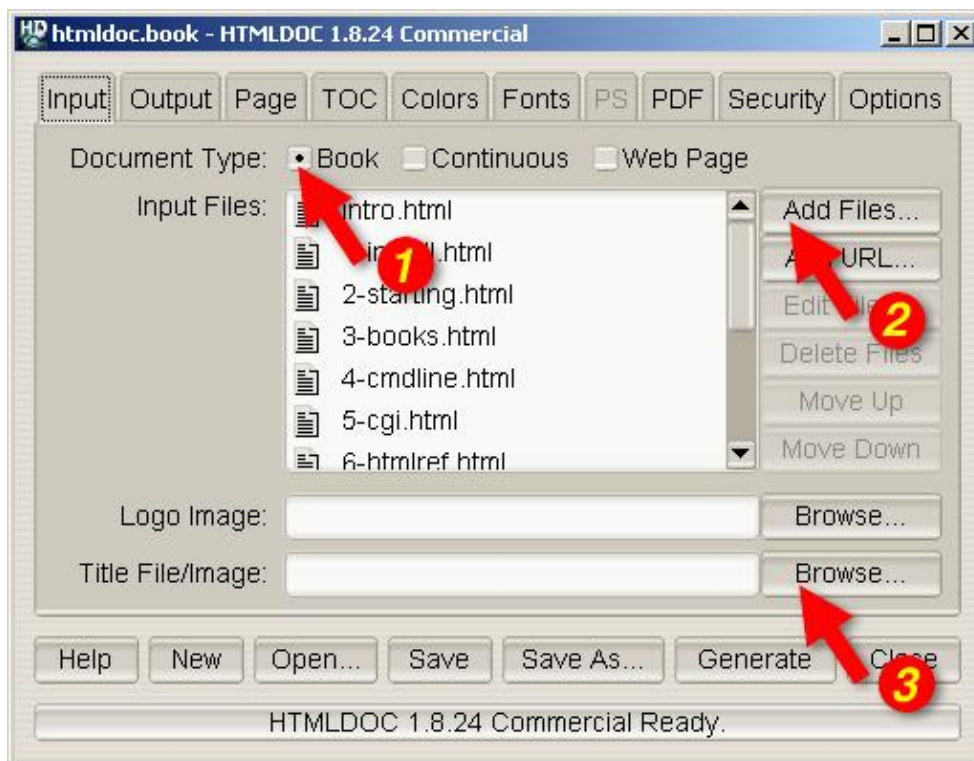 htmldoc.book - HTMLDOC 1.8.24 Commercial
Input Output Page TOC Colors Fonts PS PDF Security Options
Document Type: Book Continuous Web Page
Input Files:
intro.html
2-starting.html
3-books.html
4-cmdline.html
5-cgi.html
6-htmlref.html
Add Files...
URL...
Edit
Delete Files
Move Up
Move Down
Logo Image: Browse...
Title File/Image: Browse...
Help New Open... Save Save As... Generate Close
HTMLDOC 1.8.24 Commercial Ready.
1
2
3